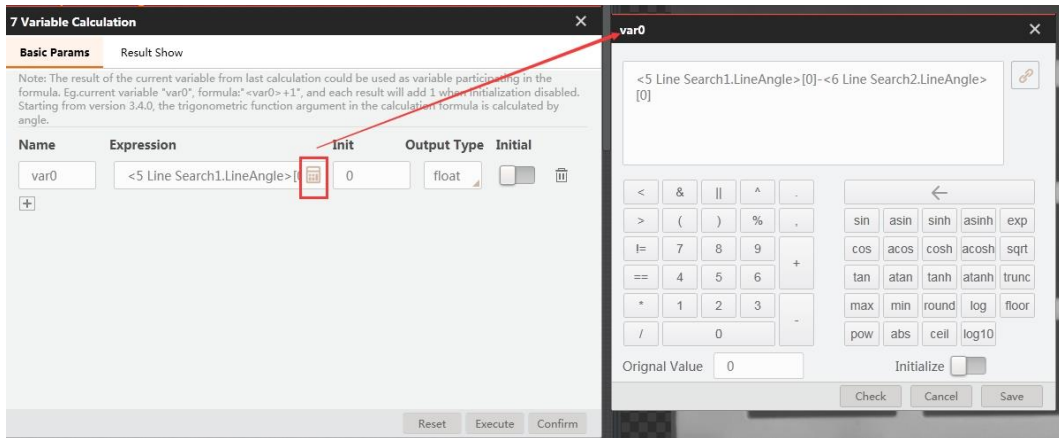 7 Variable Calculation
Basic Params Result Show
Note: The result of the current variable from last calculation could be used as variable participating in the
formula. Eg.current variable "var0", formula:"<var0>+1", and each result will add 1 when initialization disabled.
Starting from version 3.4.0, the trigonometric function argument in the calculation formula is calculated by
angle.
Name Expression Init Output Type Initial
var0 <5 Line Search1.LineAngle>[0 0 float
Reset Execute Confirm
var0
<5 Line Search1.LineAngle>[0]-<6 Line Search2.LineAngle>
[0]
< & || ^ .
> ( ) % ,
!= 7 8 9 +
== 4 5 6
* 1 2 3 -
/ 0
←
sin asin sinh asinh exp
cos acos cosh acosh sqrt
tan atan tanh atanh trunc
max min round log floor
pow abs ceil log10
Orignal Value 0 Initialize
Check Cancel Save